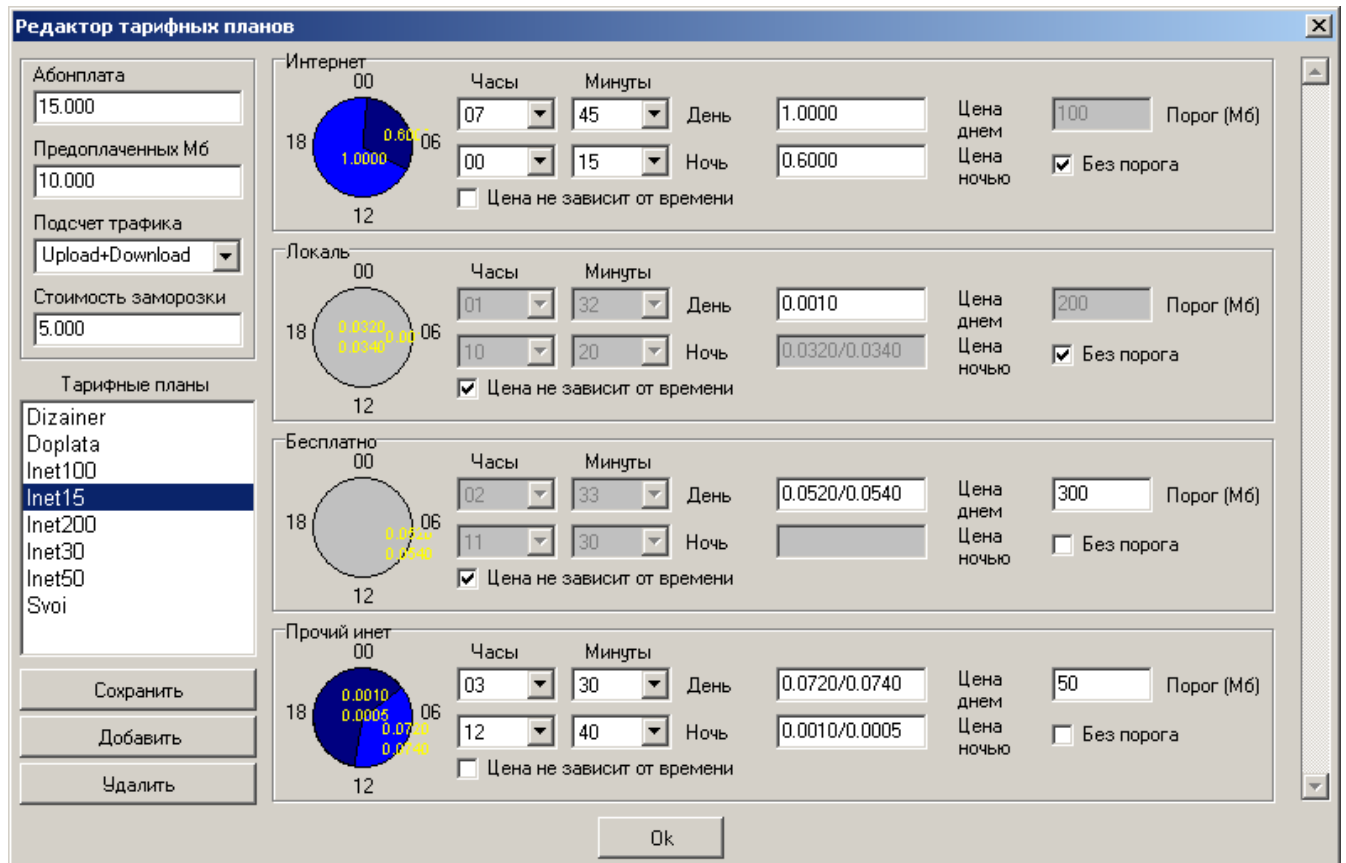 Редактор тарифных планов
Абонплата
15.000
Предоплаченных Мб
10.000
Подсчет трафика
Upload+Download
Стоимость заморозки
5.000
Тарифные планы
Dizainer
Doplata
Inet100
Inet15
Inet200
Inet30
Inet50
Svoi
Сохранить
Добавить
Удалить
Интернет
00
18
06
12
1.0000
Часы Минуты
07 45 День 1.0000 Цена днем 100 Порог (Мб)
00 15 Ночь 0.6000 Цена ночью Без порога
Цена не зависит от времени
Локаль
00
18
06
12
0.0320
0.0340
Часы Минуты
01 32 День 0.0010 Цена днем 200 Порог (Мб)
10 20 Ночь 0.0320/0.0340 Цена ночью Без порога
Цена не зависит от времени
Бесплатно
00
18
06
12
0.0520
0.0540
Часы Минуты
02 33 День 0.0520/0.0540 Цена днем 300 Порог (Мб)
11 30 Ночь Цена ночью Без порога
Цена не зависит от времени
Прочий инет
00
18
06
12
0.0010
0.0005
0.0720
0.0740
Часы Минуты
03 30 День 0.0720/0.0740 Цена днем 50 Порог (Мб)
12 40 Ночь 0.0010/0.0005 Цена ночью Без порога
Цена не зависит от времени
Ok